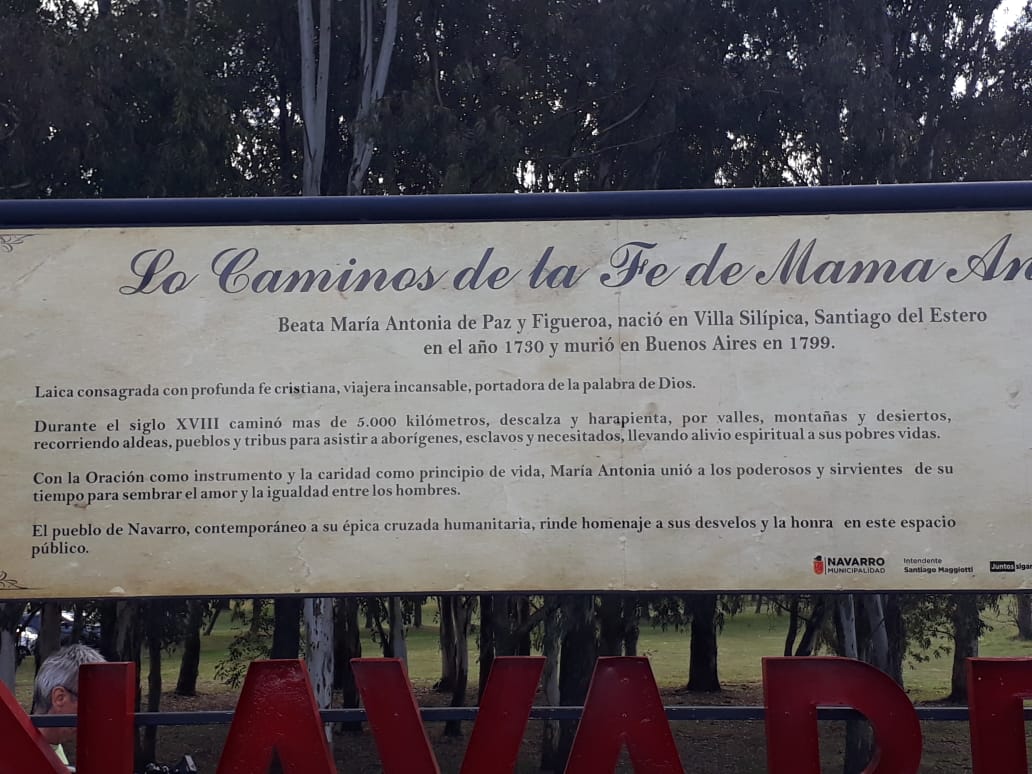 Lo Caminos de la Fe de Mama An
Beata María Antonia de Paz y Figueroa, nació en Villa Silípica, Santiago del Estero
en el año 1730 y murió en Buenos Aires en 1799.
Laica consagrada con profunda fe cristiana, viajera incansable, portadora de la palabra de Dios.
Durante el siglo XVIII caminó mas de 5.000 kilómetros, descalza y harapienta, por valles, montañas y desiertos,
recorriendo aldeas, pueblos y tribus para asistir a aborígenes, esclavos y necesitados, llevando alivio espiritual a sus pobres vidas.
Con la Oración como instrumento y la caridad como principio de vida, María Antonia unió a los poderosos y sirvientes de su
tiempo para sembrar el amor y la igualdad entre los hombres.
El pueblo de Navarro, contemporáneo a su épica cruzada humanitaria, rinde homenaje a sus desvelos y la honra en este espacio
público.
NAVARRO
MUNICIPALIDAD
Intendente
Santiago Maggiotti
Juntos sigam
NAVARR